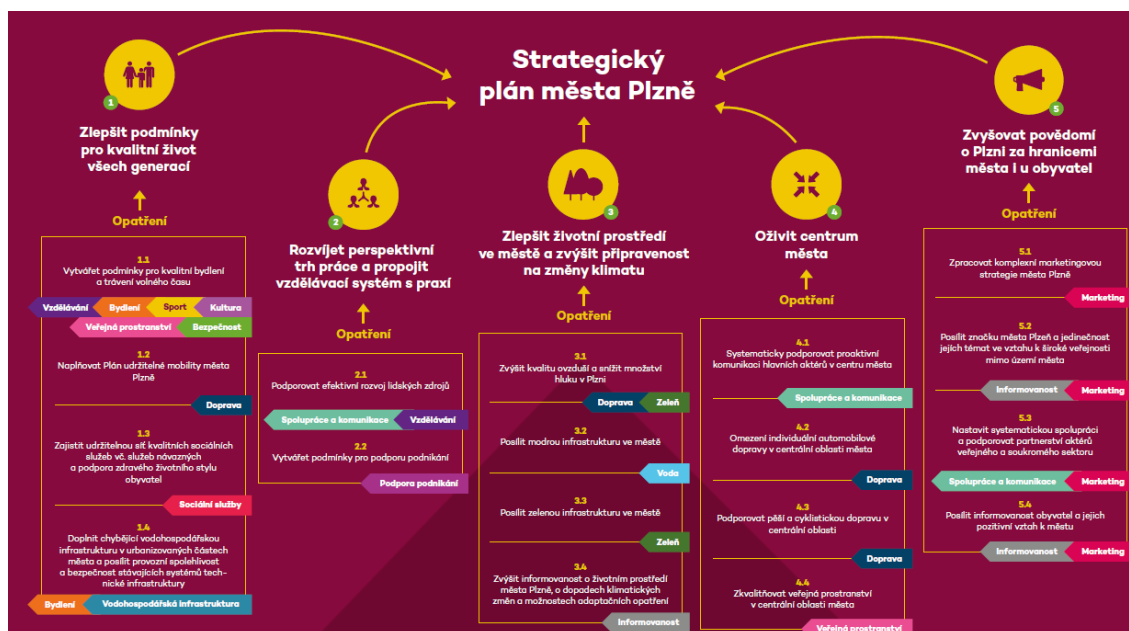 Strategický
plán města Plzně
1
Zlepšit podmínky
pro kvalitní život
všech generací
Opatření
1.1
Vytvářet podmínky pro kvalitní bydlení
a trávení volného času
Vzdělávání Bydlení Sport Kultura
Veřejná prostranství Bezpečnost
1.2
Naplňovat Plán udržitelné mobility města
Plzně
Doprava
1.3
Zajistit udržitelnou síť kvalitních sociálních
služeb vč. služeb návazných
a podpora zdravého životního stylu
obyvatel
Sociální služby
1.4
Doplnit chybějící vodohospodářskou
infrastrukturu v urbanizovaných částech
města a posílit provozní spolehlivost
a bezpečnost stávajících systémů tech-
nické infrastruktury
Bydlení Vodohospodářská infrastruktura
2
Rozvíjet perspektivní
trh práce a propojit
vzdělávací systém s praxí
Opatření
2.1
Podporovat efektivní rozvoj lidských zdrojů
Spolupráce a komunikace Vzdělávání
2.2
Vytvářet podmínky pro podporu podnikání
Podpora podnikání
3
Zlepšit životní prostředí
ve městě a zvýšit připravenost
na změny klimatu
Opatření
3.1
Zvýšit kvalitu ovzduší a snížit množství
hluku v Plzni
Doprava Zeleň
3.2
Posílit modrou infrastrukturu ve městě
Voda
3.3
Posílit zelenou infrastrukturu ve městě
Zeleň
3.4
Zvýšit informovanost o životním prostředí
města Plzně, o dopadech klimatických
změn a možnostech adaptačních opatření
Informovanost
4
Oživit centrum
města
Opatření
4.1
Systematicky podporovat proaktivní
komunikaci hlavních aktérů v centru města
Spolupráce a komunikace
4.2
Omezení individuální automobilové
dopravy v centrální oblasti města
Doprava
4.3
Podporovat pěší a cyklistickou dopravu v
centrální oblasti
Doprava
4.4
Zkvalitňovat veřejná prostranství
v centrální oblasti města
Veřejná prostranství
5
Zvyšovat povědomí
o Plzni za hranicemi
města i u obyvatel
Opatření
5.1
Zpracovat komplexní marketingovou
strategie města Plzně
Marketing
5.2
Posílit značku města Plzeň a jedinečnost
jejích témat ve vztahu k široké veřejnosti
mimo území města
Informovanost Marketing
5.3
Nastavit systematickou spolupráci
a podporovat partnerství aktérů
veřejného a soukromého sektoru
Spolupráce a komunikace Marketing
5.4
Posílit informovanost obyvatel a jejich
pozitivní vztah k městu
Informovanost Marketing